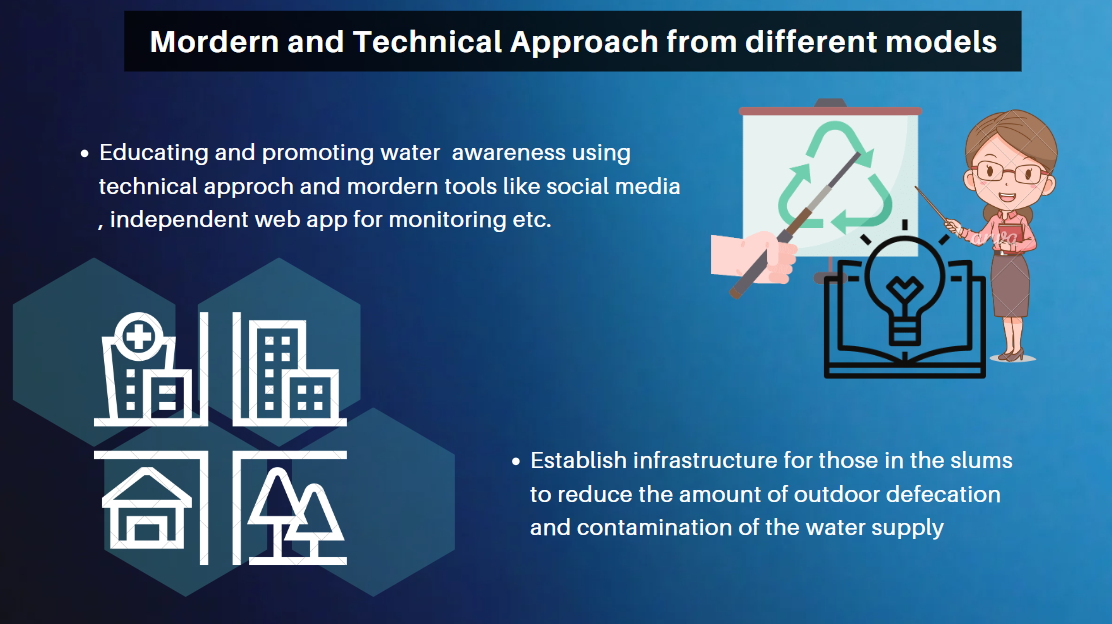 Mordern and Technical Approach from different models
• Educating and promoting water awareness using
technical approch and mordern tools like social media
, independent web app for monitoring etc.
• Establish infrastructure for those in the slums
to reduce the amount of outdoor defecation
and contamination of the water supply